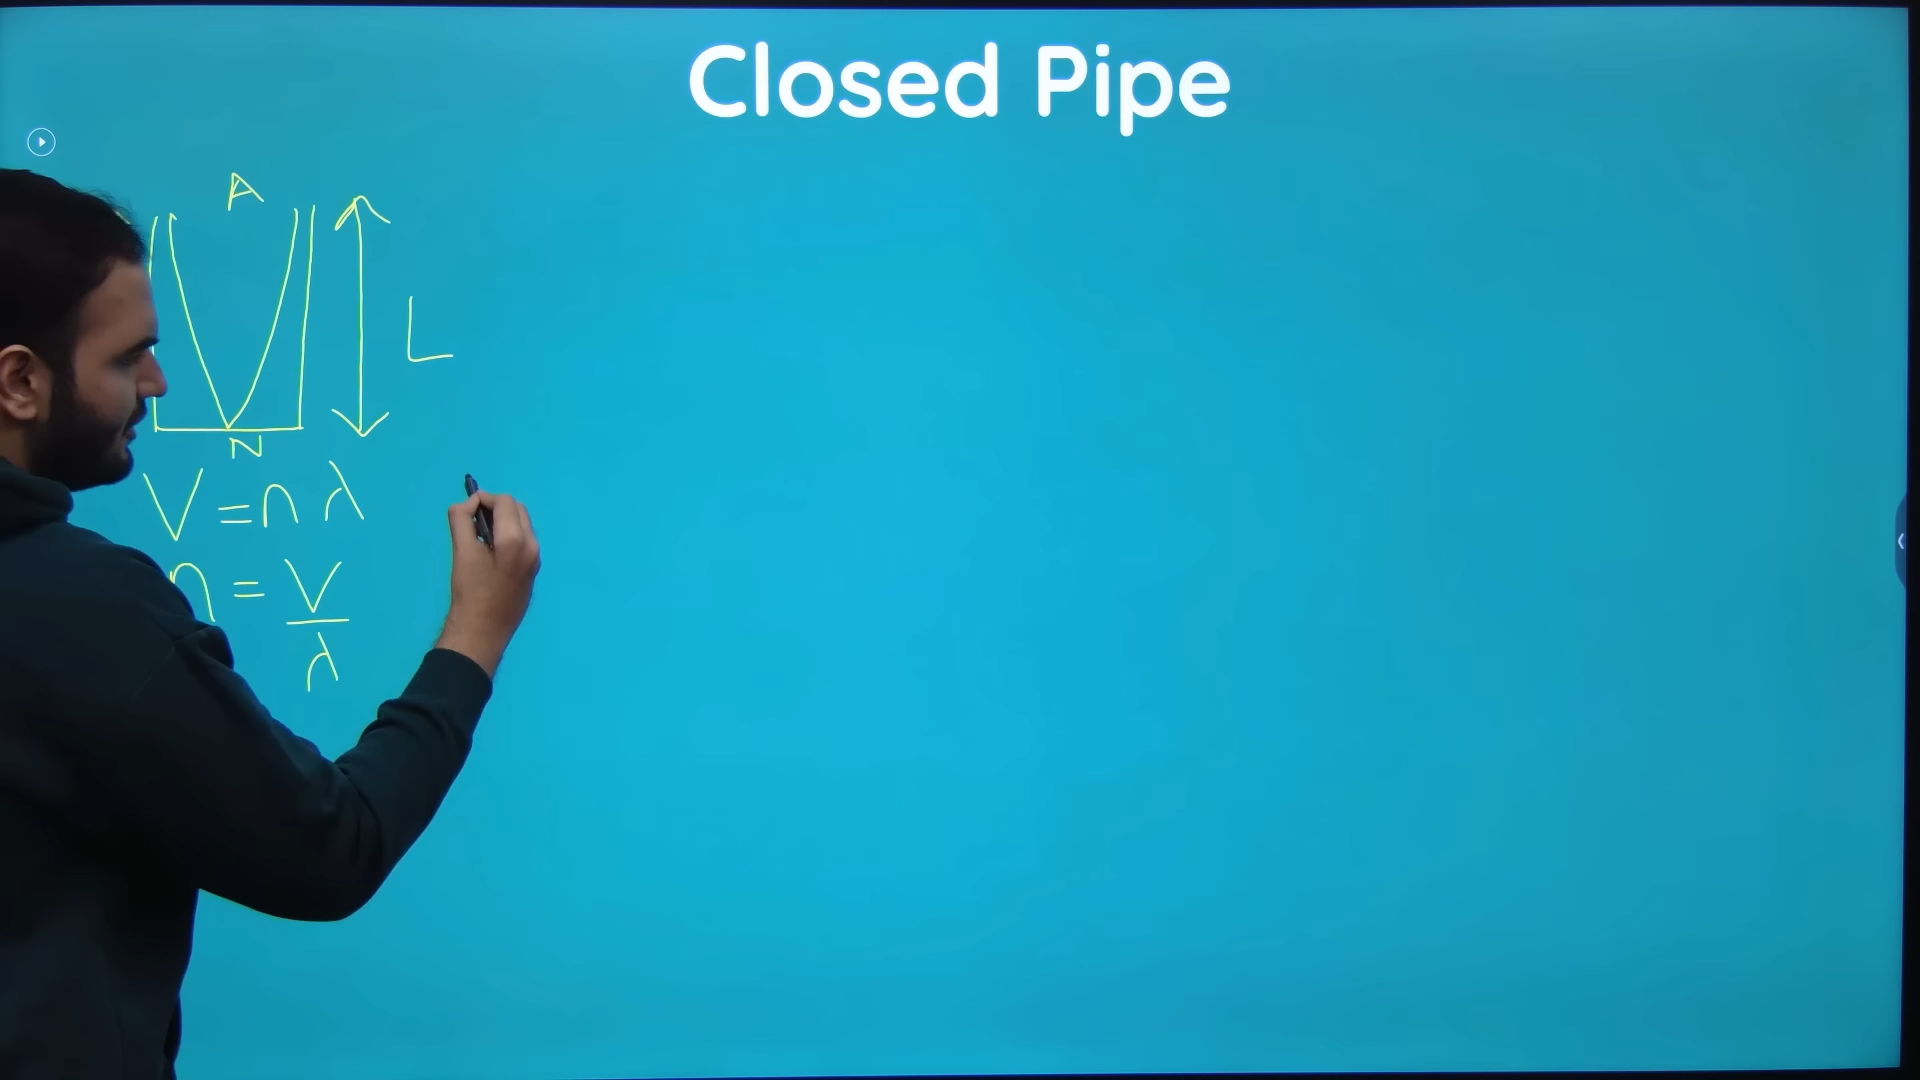 Closed Pipe
A
L
N
V = n λ
n = V / λ